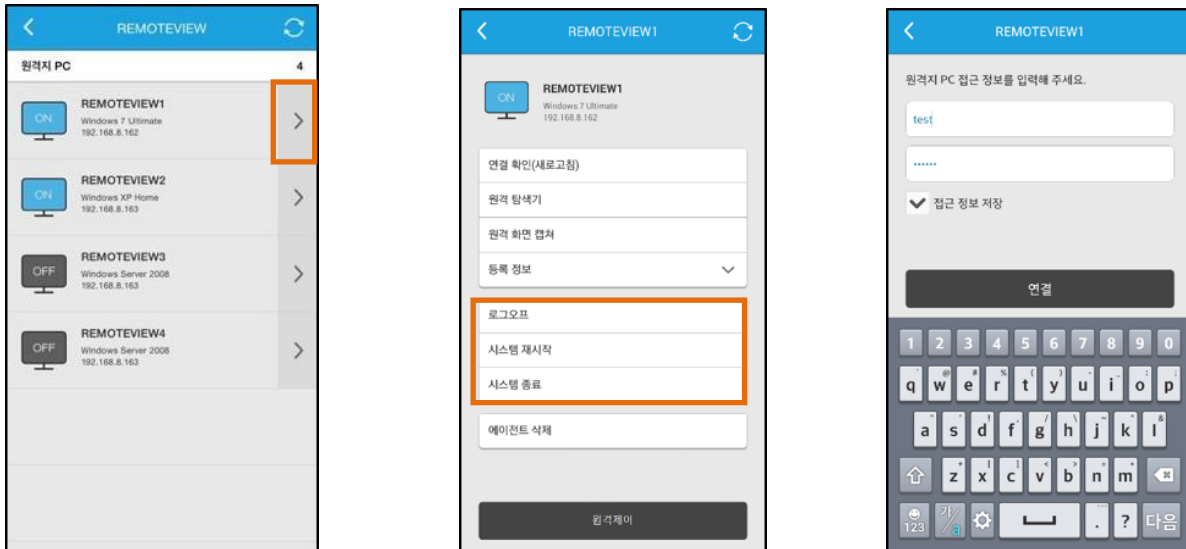 REMOTEVIEW
원격지 PC 4
ON
REMOTEVIEW1
Windows 7 Ultimate
192.168.8.162
ON
REMOTEVIEW2
Windows XP Home
192.168.8.163
OFF
REMOTEVIEW3
Windows Server 2008
192.168.8.163
OFF
REMOTEVIEW4
Windows Server 2008
192.168.8.163
REMOTEVIEW1
ON
REMOTEVIEW1
Windows 7 Ultimate
192.168.8.162
연결 확인(새로고침)
원격 탐색기
원격 화면 캡쳐
등록 정보
로그오프
시스템 재시작
시스템 종료
에이전트 삭제
원격제어
REMOTEVIEW1
원격지 PC 접근 정보를 입력해 주세요.
test
••••••
접근 정보 저장
연결
1 2 3 4 5 6 7 8 9 0
q w e r t y u i o p
a s d f g h j k l
z x c v b n m
123 가/a . ? 다음